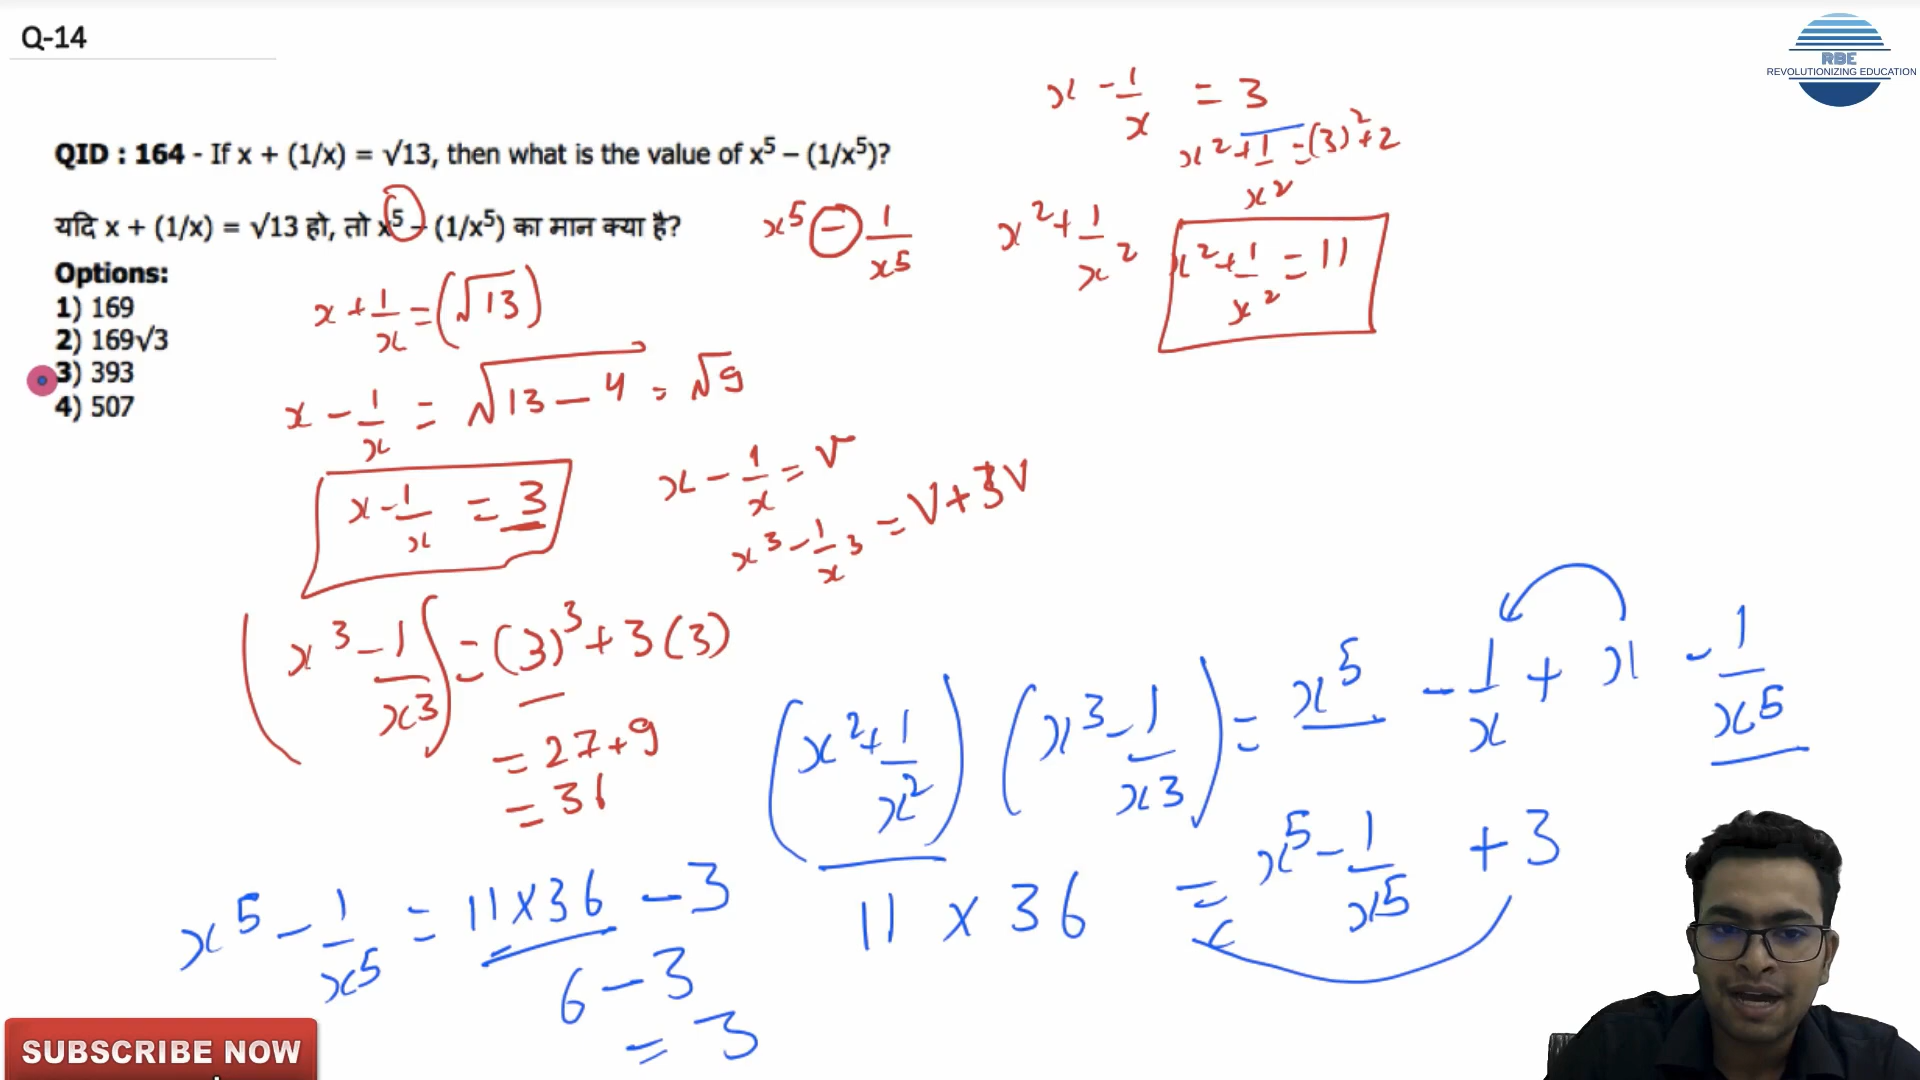 Q-14
RBE
REVOLUTIONIZING EDUCATION
QID : 164 - If x + (1/x) = √13, then what is the value of x⁵ – (1/x⁵)?
यदि x + (1/x) = √13 हो, तो x⁵ – (1/x⁵) का मान क्या है?
Options:
1) 169
2) 169√3
3) 393
4) 507
x - 1/x = 3
x² + 1/x² = (3)² + 2
x⁵ - 1/x⁵
x² + 1/x²
x² + 1/x² = 11
x + 1/x = (√13)
x - 1/x = √13 - 4 = √9
x - 1/x = 3
x - 1/x = V
x³ - 1/x³ = V + 3V
(x³ - 1/x³) = (3)³ + 3(3)
= 27 + 9
= 36
(x² + 1/x²) (x³ - 1/x³) = x⁵ - 1/x + x - 1/x⁵
11 x 36 = x⁵ - 1/x⁵ + 3
x⁵ - 1/x⁵ = 11 x 36 - 3
6 - 3
= 3
SUBSCRIBE NOW